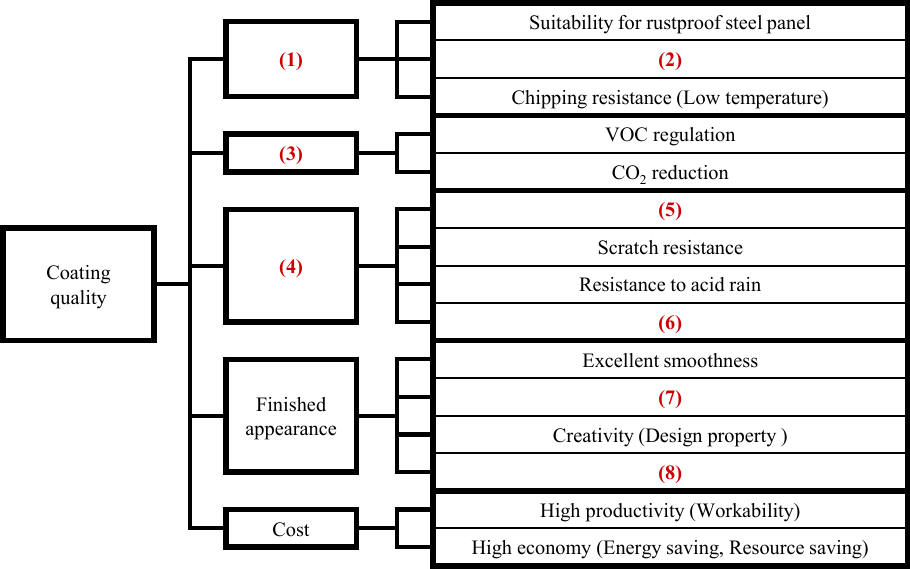 Suitability for rustproof steel panel
(1)
(2)
Chipping resistance (Low temperature)
VOC regulation
(3)
CO2 reduction
(5)
Scratch resistance
(4)
Resistance to acid rain
(6)
Coating
quality
Excellent smoothness
(7)
Finished
appearance
Creativity (Design property )
(8)
High productivity (Workability)
Cost
High economy (Energy saving, Resource saving)